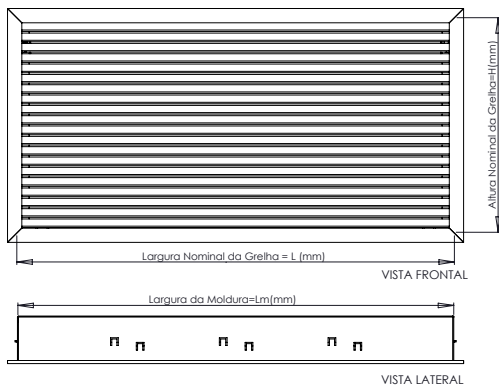 Altura Nominal da Grelha=H(mm)
Largura Nominal da Grelha = L (mm)
VISTA FRONTAL
Largura da Moldura=Lm(mm)
VISTA LATERAL